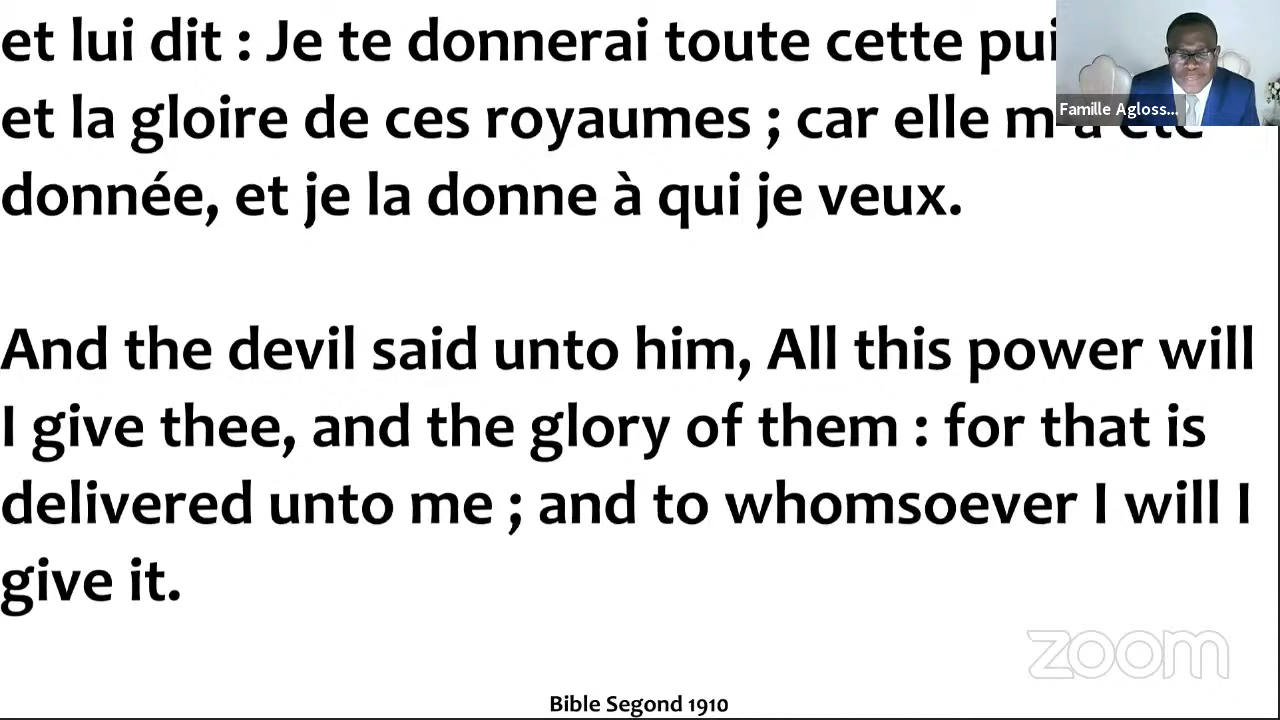 et lui dit : Je te donnerai toute cette
et la gloire de ces royaumes ; car elle
donnée, et je la donne à qui je veux.
And the devil said unto him, All this power will
I give thee, and the glory of them : for that is
delivered unto me ; and to whomsoever I will I
give it.
Famille Agloss...
zoom
Bible Segond 1910